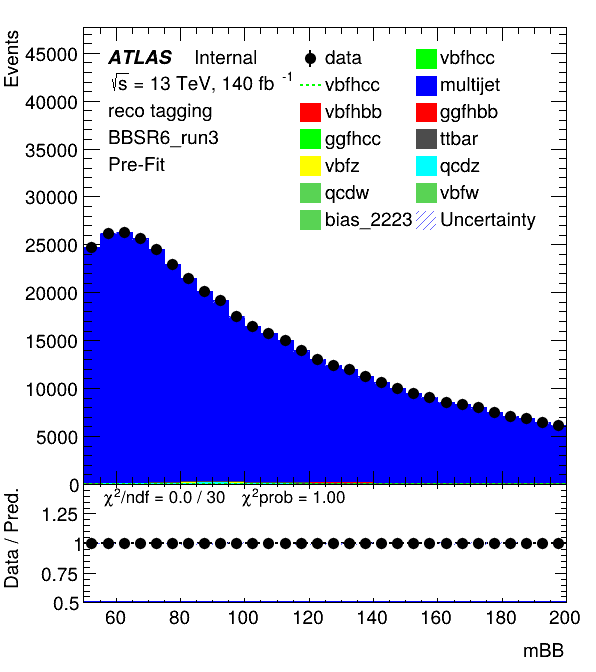 Events
45000
40000
35000
30000
25000
20000
15000
10000
5000
0
ATLAS Internal
√s = 13 TeV, 140 fb⁻¹
reco tagging
BBSR6_run3
Pre-Fit
data
vbfhcc
vbfhcc
multijet
vbfhbb
ggfhbb
ggfhcc
ttbar
vbfz
qcdz
qcdw
vbfw
bias_2223
Uncertainty
χ²/ndf = 0.0 / 30 χ²prob = 1.00
Data / Pred.
1.25
1
0.75
0.5
60 80 100 120 140 160 180 200
mBB